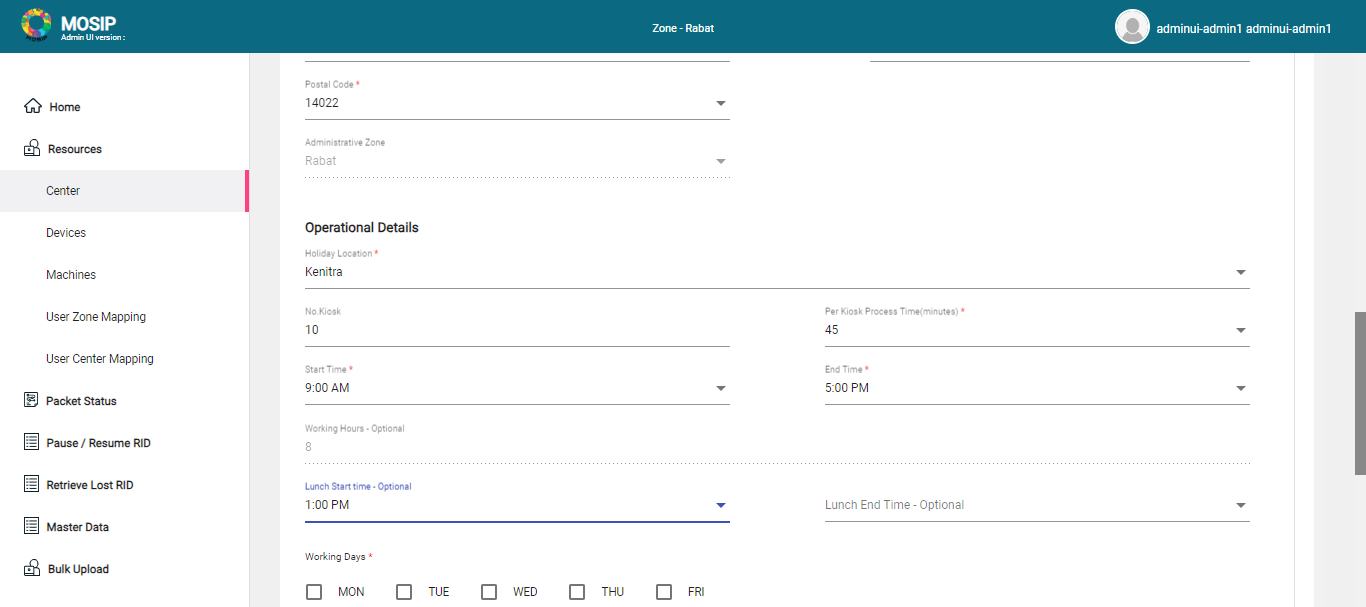 MOSIP
Admin UI version :
Zone - Rabat
adminui-admin1 adminui-admin1
Home
Resources
Center
Devices
Machines
User Zone Mapping
User Center Mapping
Packet Status
Pause / Resume RID
Retrieve Lost RID
Master Data
Bulk Upload
Postal Code *
14022
Administrative Zone
Rabat
Operational Details
Holiday Location *
Kenitra
No.Kiosk
10
Per Kiosk Process Time(minutes) *
45
Start Time *
9:00 AM
End Time *
5:00 PM
Working Hours - Optional
8
Lunch Start time - Optional
1:00 PM
Lunch End Time - Optional
Working Days *
MON TUE WED THU FRI